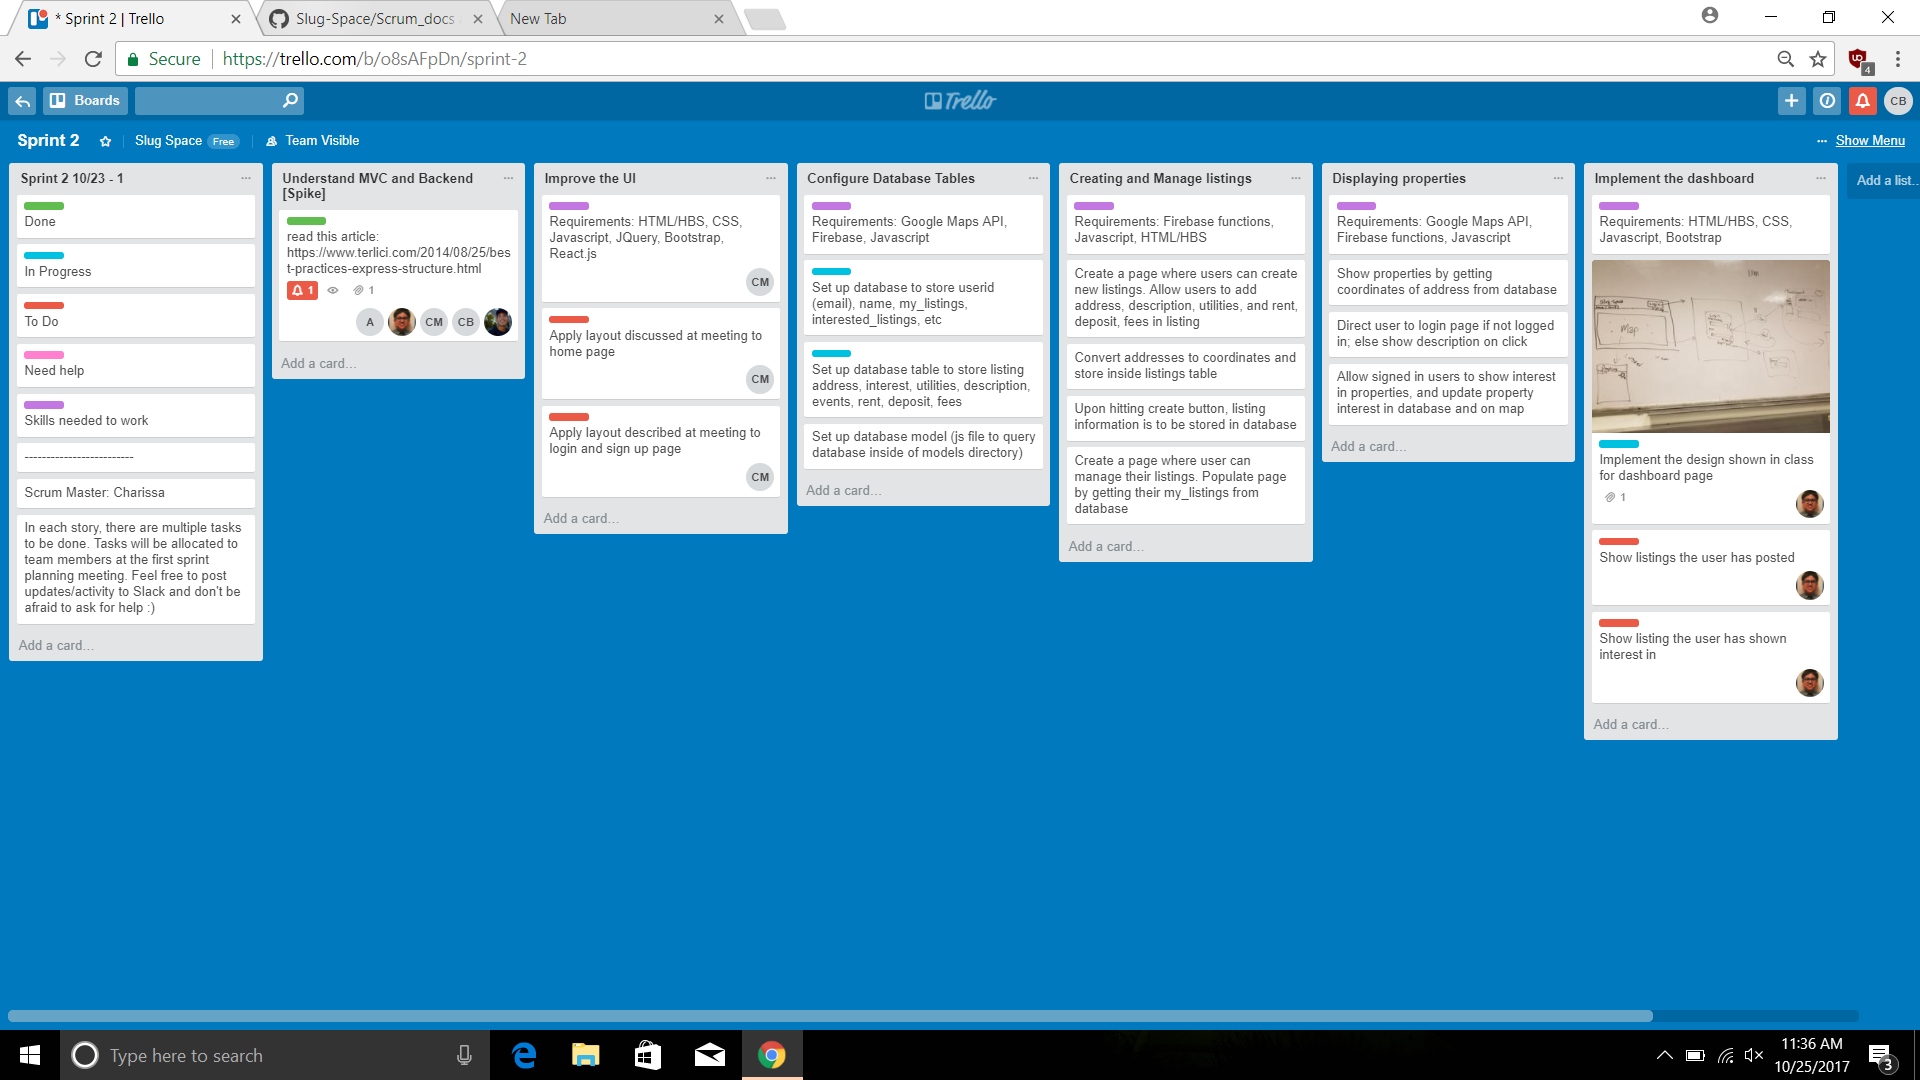 * Sprint 2 | Trello
Slug-Space/Scrum_docs
New Tab
Secure
https://trello.com/b/o8sAFpDn/sprint-2
4
Boards
Trello
CB
Sprint 2
Slug Space
Free
Team Visible
... Show Menu
Sprint 2 10/23 - 1
Done
In Progress
To Do
Need help
Skills needed to work
-------------------------
Scrum Master: Charissa
In each story, there are multiple tasks
to be done. Tasks will be allocated to
team members at the first sprint
planning meeting. Feel free to post
updates/activity to Slack and don't be
afraid to ask for help :)
Add a card...
Understand MVC and Backend
[Spike]
read this article:
https://www.terlici.com/2014/08/25/bes
t-practices-express-structure.html
1
1
A
CM
CB
Add a card...
Improve the UI
Requirements: HTML/HBS, CSS,
Javascript, JQuery, Bootstrap,
React.js
CM
Apply layout discussed at meeting to
home page
CM
Apply layout described at meeting to
login and sign up page
CM
Add a card...
Configure Database Tables
Requirements: Google Maps API,
Firebase, Javascript
Set up database to store userid
(email), name, my_listings,
interested_listings, etc
Set up database table to store listing
address, interest, utilities, description,
events, rent, deposit, fees
Set up database model (js file to query
database inside of models directory)
Add a card...
Creating and Manage listings
Requirements: Firebase functions,
Javascript, HTML/HBS
Create a page where users can create
new listings. Allow users to add
address, description, utilities, and rent,
deposit, fees in listing
Convert addresses to coordinates and
store inside listings table
Upon hitting create button, listing
information is to be stored in database
Create a page where user can
manage their listings. Populate page
by getting their my_listings from
database
Add a card...
Displaying properties
Requirements: Google Maps API,
Firebase functions, Javascript
Show properties by getting
coordinates of address from database
Direct user to login page if not logged
in; else show description on click
Allow signed in users to show interest
in properties, and update property
interest in database and on map
Add a card...
Implement the dashboard
Requirements: HTML/HBS, CSS,
Javascript, Bootstrap
Map
Implement the design shown in class
for dashboard page
1
Show listings the user has posted
Show listing the user has shown
interest in
Add a card...
Add a list...
Type here to search
11:36 AM
10/25/2017
3